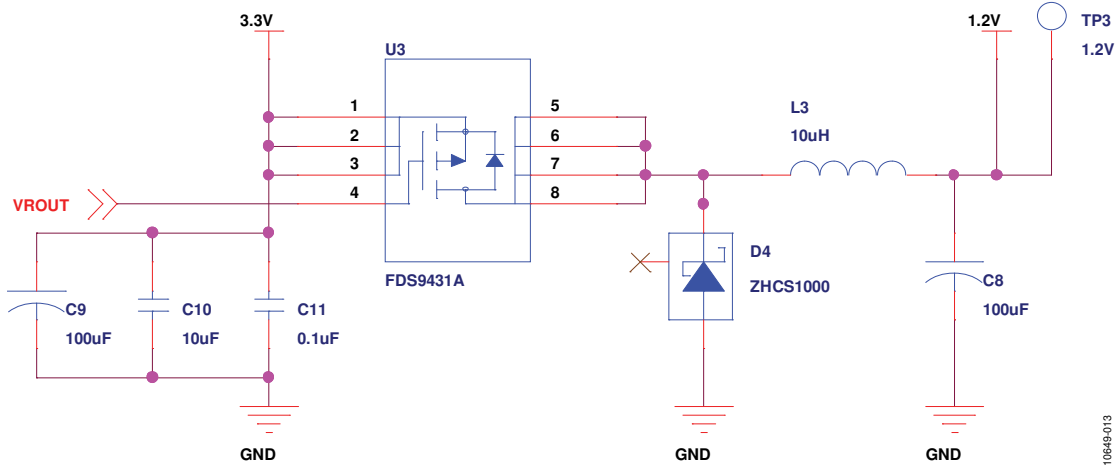 3.3V
1.2V
TP3
1.2V
U3
1
2
3
4
5
6
7
8
L3
10uH
VROUT
FDS9431A
D4
ZHCS1000
C9
100uF
C10
10uF
C11
0.1uF
C8
100uF
GND
GND
GND
10649-013